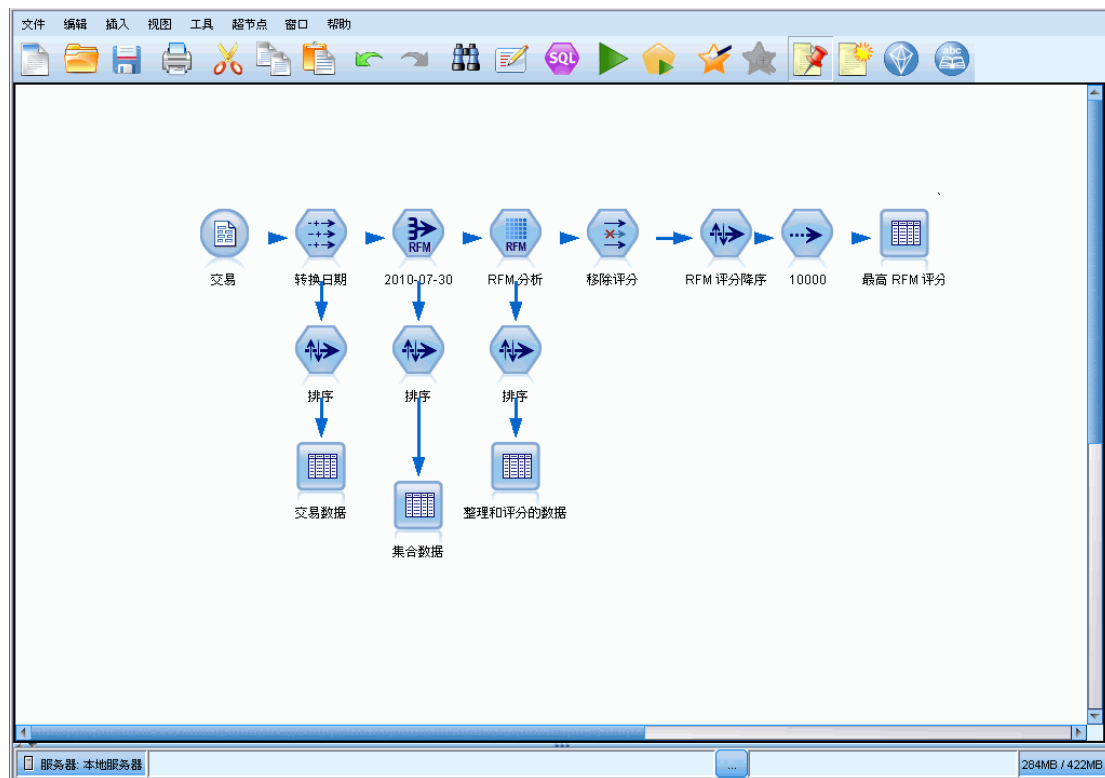 文件 编辑 插入 视图 工具 超节点 窗口 帮助
SQL
abc
RFM
RFM
交易 转换日期 2010-07-30 RFM 分析 移除评分 RFM 评分降序 10000 最高 RFM 评分
排序 排序 排序
交易数据 整理和评分的数据
集合数据
服务器: 本地服务器 ... 284MB / 422MB